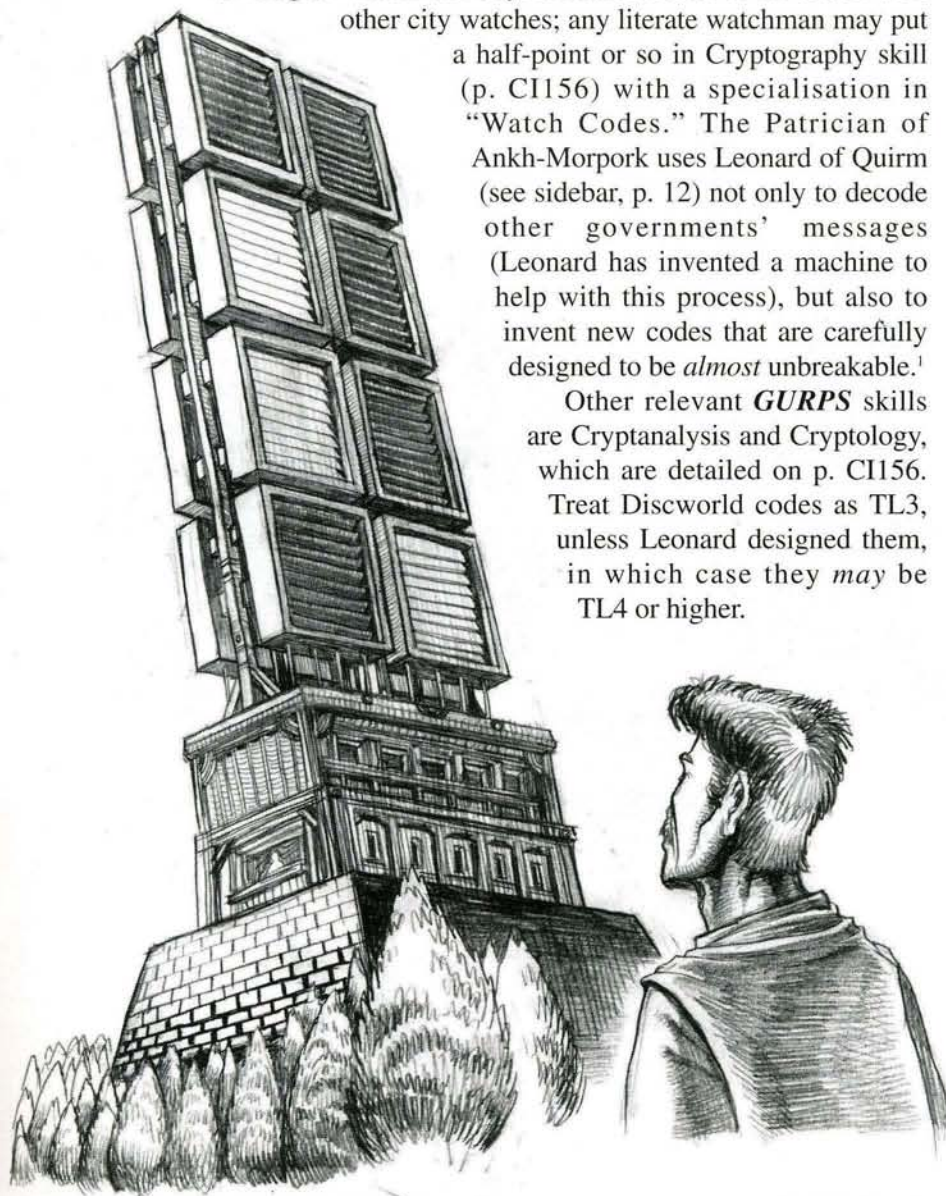 other city watches; any literate watchman may put
a half-point or so in Cryptography skill
(p. CI156) with a specialisation in
“Watch Codes.” The Patrician of
Ankh-Morpork uses Leonard of Quirm
(see sidebar, p. 12) not only to decode
other governments’ messages
(Leonard has invented a machine to
help with this process), but also to
invent new codes that are carefully
designed to be almost unbreakable.¹
Other relevant GURPS skills
are Cryptanalysis and Cryptology,
which are detailed on p. CI156.
Treat Discworld codes as TL3,
unless Leonard designed them,
in which case they may be
TL4 or higher.